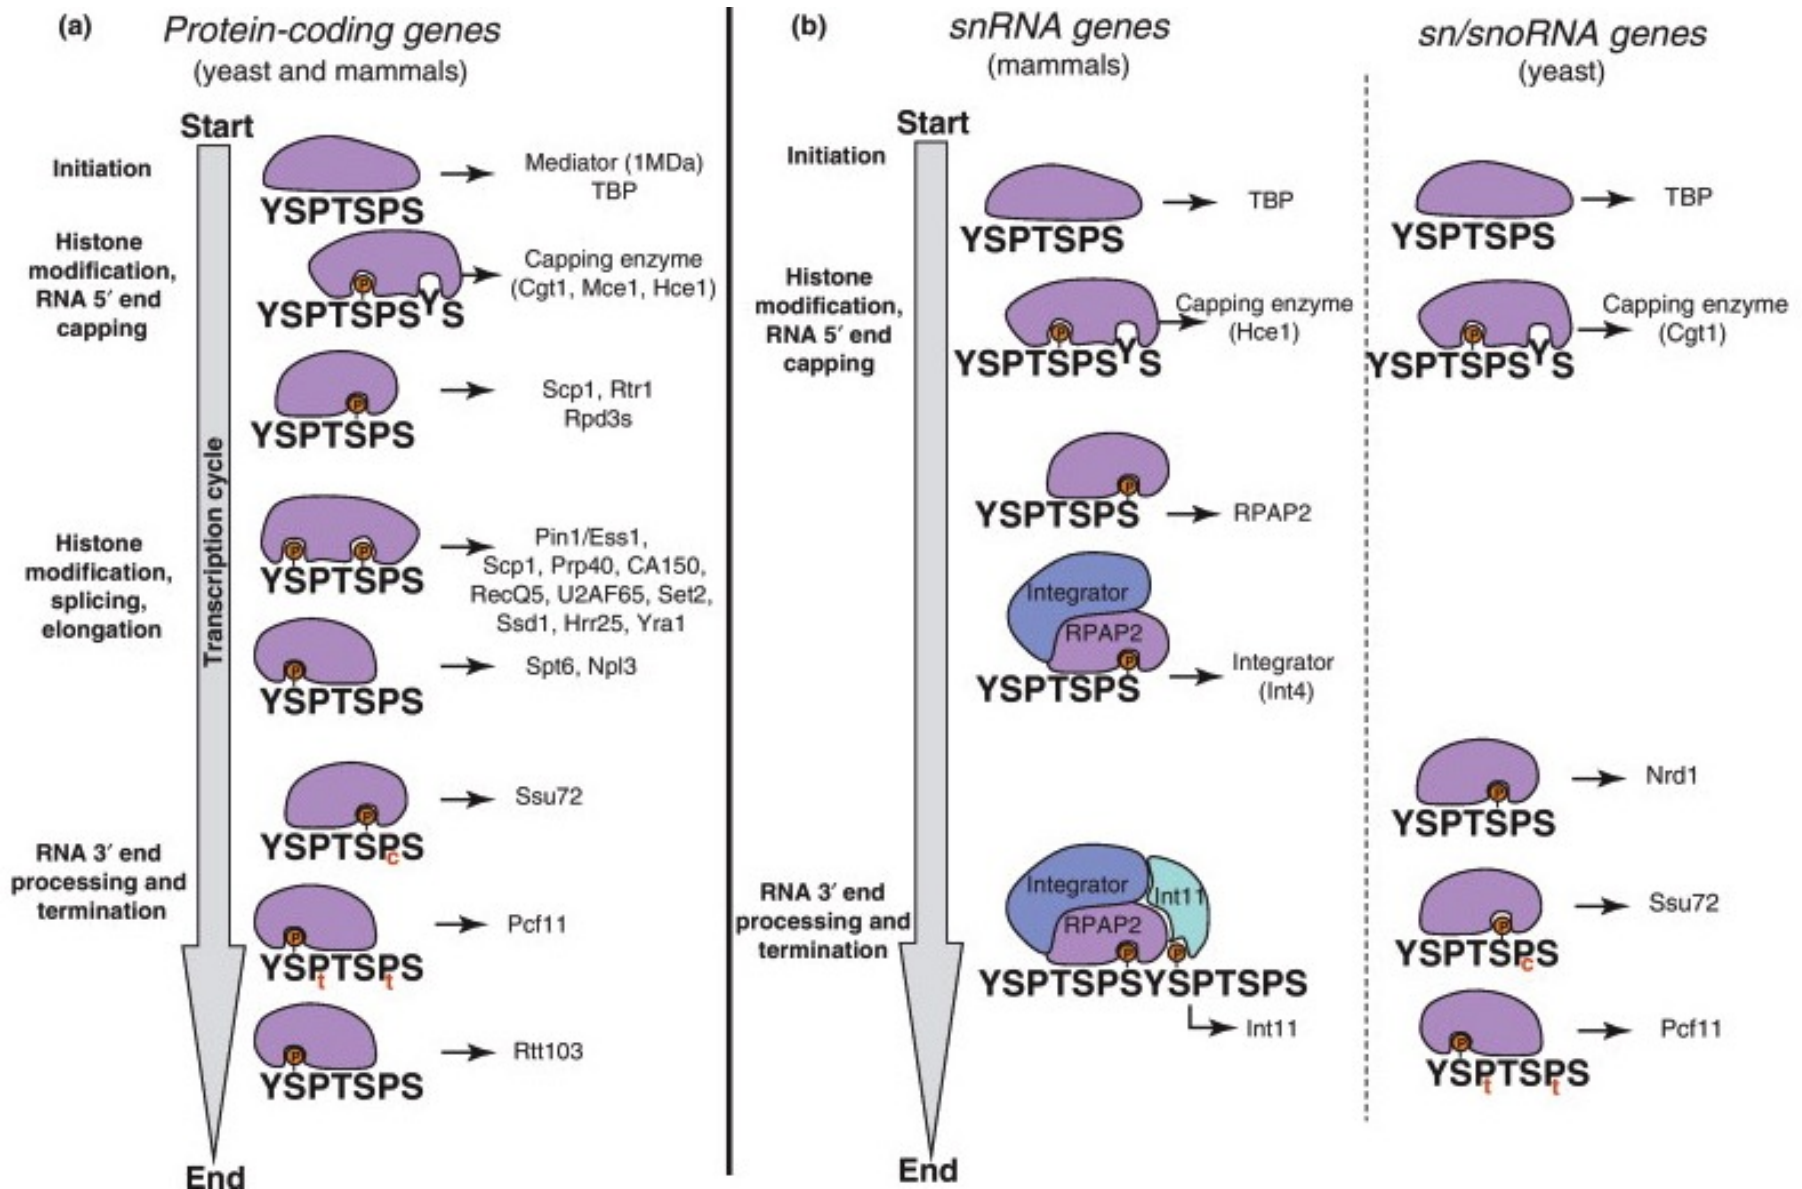 (a)
Protein-coding genes
(yeast and mammals)
Start
Initiation
Mediator (1MDa)
TBP
YSPTSPS
Histone
modification,
RNA 5′ end
capping
P
Capping enzyme
(Cgt1, Mce1, Hce1)
YSPTSPSYS
P
Scp1, Rtr1
Rpd3s
YSPTSPS
Transcription cycle
Histone
modification,
splicing,
elongation
P P
Pin1/Ess1,
Scp1, Prp40, CA150,
RecQ5, U2AF65, Set2,
Ssd1, Hrr25, Yra1
YSPTSPS
P
Spt6, Npl3
YSPTSPS
P
Ssu72
YSPTSPS
c
RNA 3′ end
processing and
termination
P
Pcf11
YSPTSPS
t t
P
Rtt103
YSPTSPS
End
(b)
snRNA genes
(mammals)
Start
Initiation
TBP
YSPTSPS
Histone
modification,
RNA 5′ end
capping
P
Capping enzyme
(Hce1)
YSPTSPSYS
P
YSPTSPS
RPAP2
Integrator
RPAP2
P
Integrator
(Int4)
YSPTSPS
RNA 3′ end
processing and
termination
Integrator
Int11
RPAP2
P P
YSPTSPSYSPTSPS
Int11
End
sn/snoRNA genes
(yeast)
TBP
YSPTSPS
P
Capping enzyme
(Cgt1)
YSPTSPSYS
P
Nrd1
YSPTSPS
P
Ssu72
YSPTSPS
c
P
Pcf11
YSPTSPS
t t